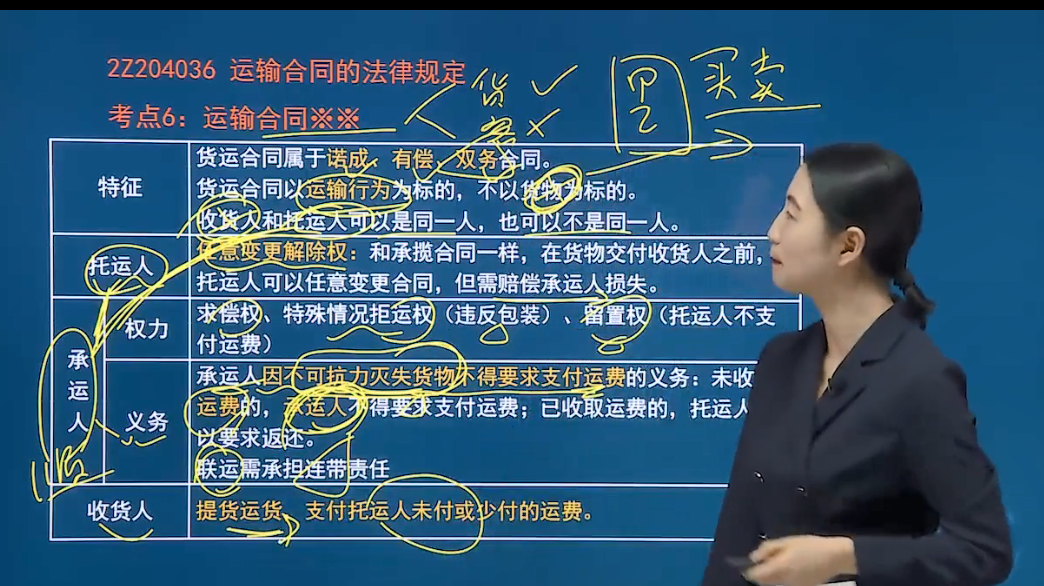 2Z204036 运输合同的法律规定
考点6：运输合同※※
货 ✓
客 ×
买卖
特征
货运合同属于诺成、有偿、双务合同。
货运合同以运输行为为标的，不以货物为标的。
收货人和托运人可以是同一人，也可以不是同一人。
托运人
任意变更解除权：和承揽合同一样，在货物交付收货人之前，
托运人可以任意变更合同，但需赔偿承运人损失。
承运人
权力
求偿权、特殊情况拒运权（违反包装）、留置权（托运人不支
付运费）
义务
承运人因不可抗力灭失货物不得要求支付运费的义务：未收
运费的，承运人不得要求支付运费；已收取运费的，托运人
以要求返还。
联运需承担连带责任
收货人
提货运货、支付托运人未付或少付的运费。